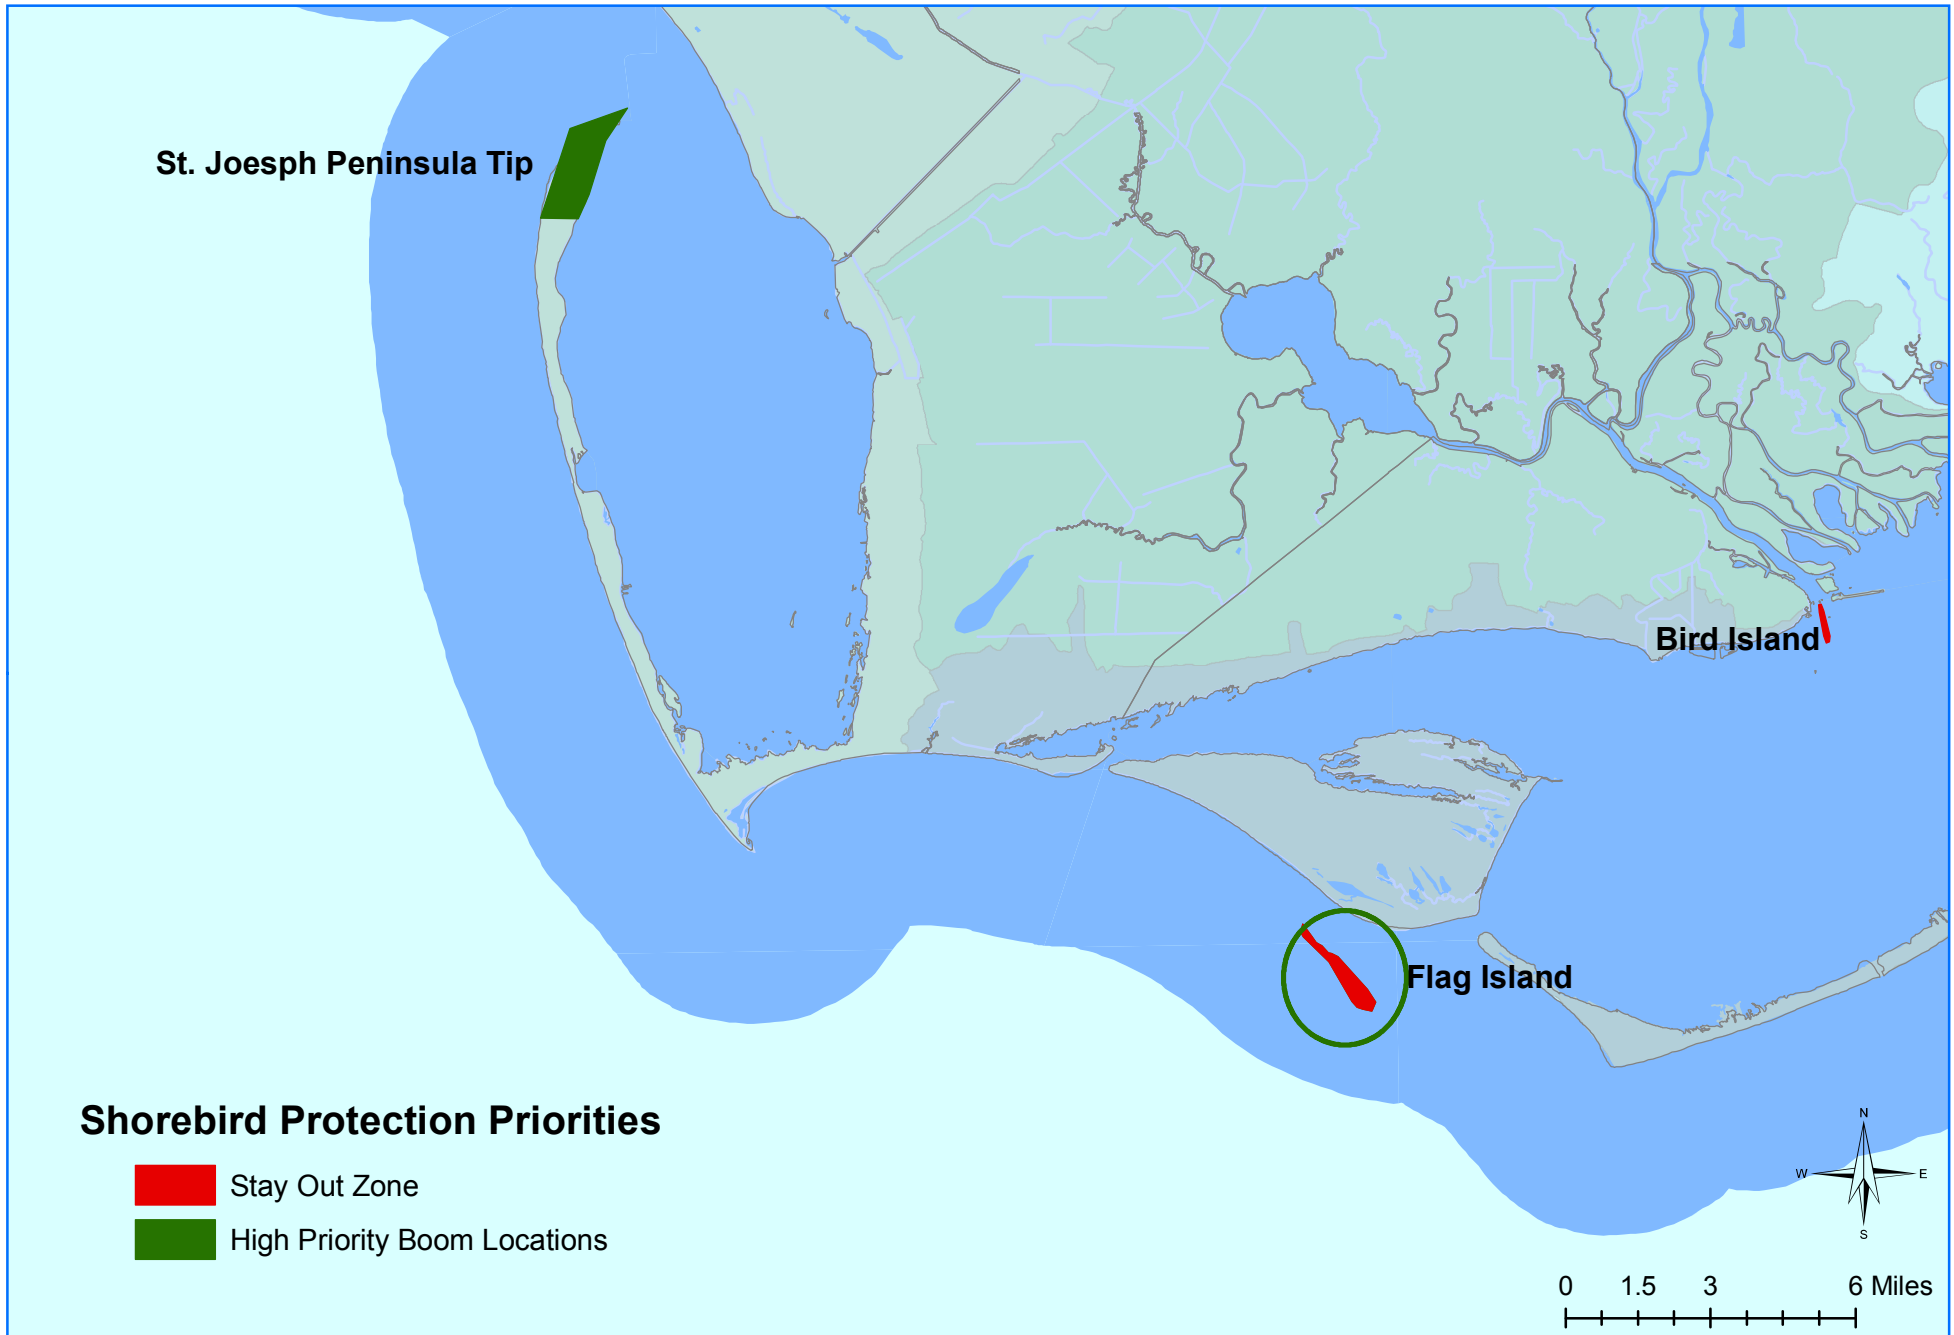 St. Joesph Peninsula Tip
Bird Island
Flag Island
Shorebird Protection Priorities
Stay Out Zone
High Priority Boom Locations
N
W E
S
0 1.5 3 6 Miles